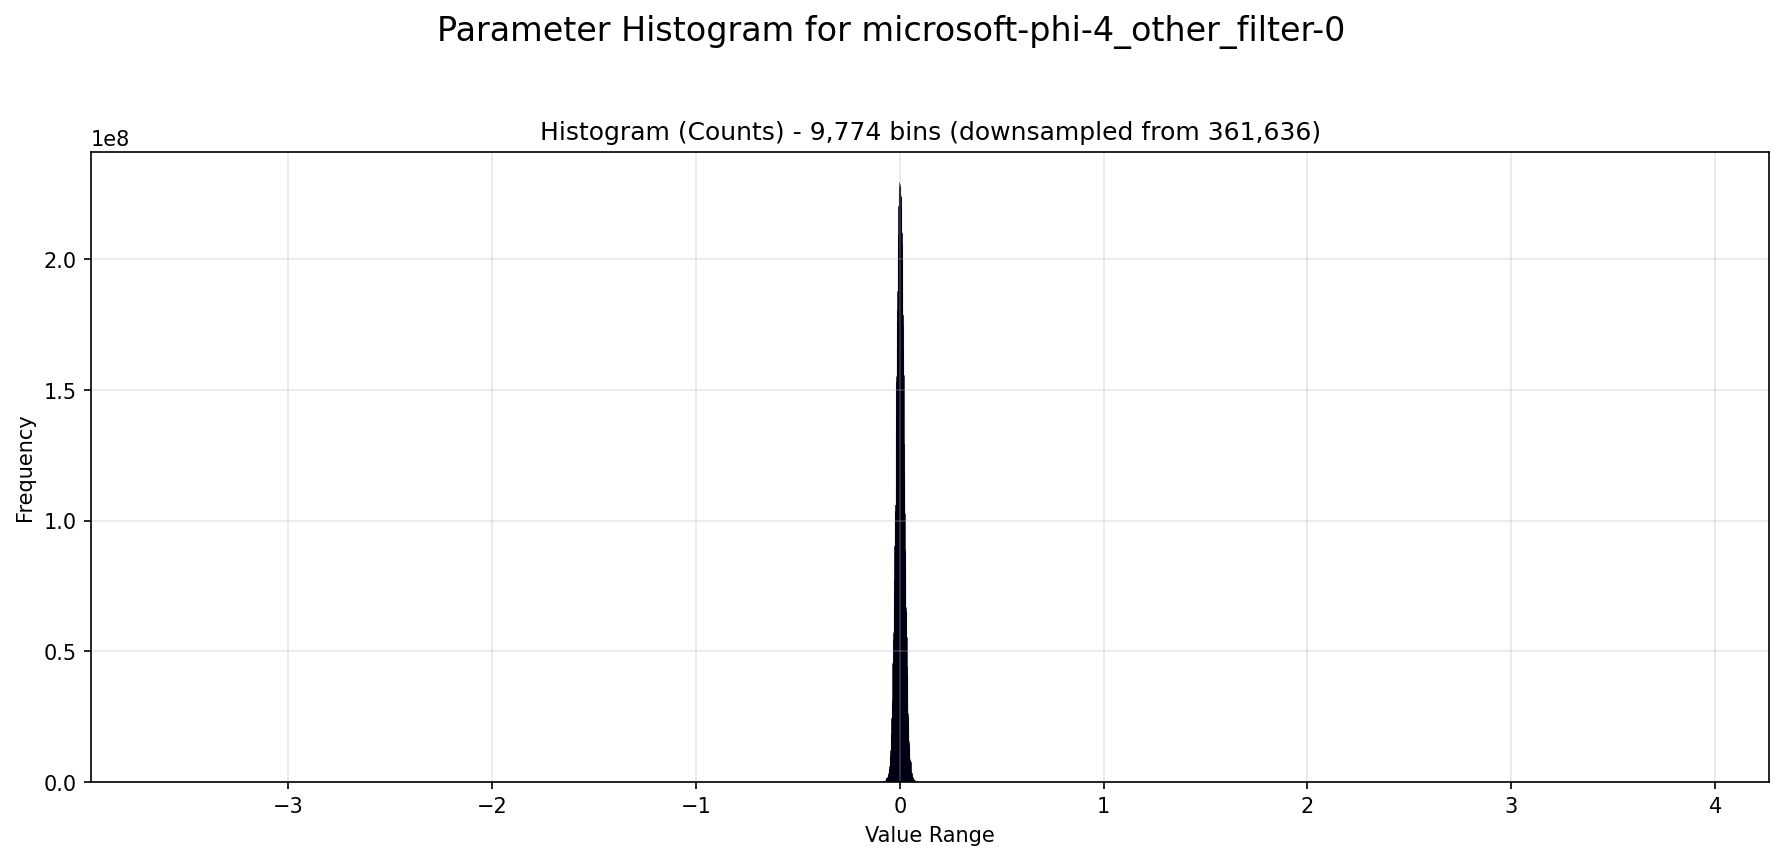 Parameter Histogram for microsoft-phi-4_other_filter-0
Histogram (Counts) - 9,774 bins (downsampled from 361,636)
1e8
2.0
1.5
1.0
0.5
0.0
Frequency
−3 −2 −1 0 1 2 3 4
Value Range